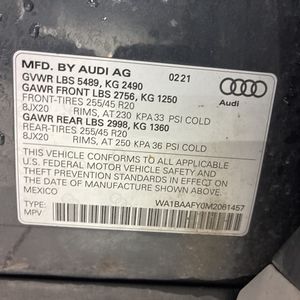 MFD. BY AUDI AG 02 21
GVWR LBS 5489, KG 2490
GAWR FRONT LBS 2756, KG 1250
FRONT-TIRES 255/45 R20
8JX20 RIMS, AT 230 KPA 33 PSI COLD
GAWR REAR LBS 2998, KG 1360
REAR-TIRES 255/45 R20
8JX20 RIMS, AT 250 KPA 36 PSI COLD
Audi
THIS VEHICLE CONFORMS TO ALL APPLICABLE
U.S. FEDERAL MOTOR VEHICLE SAFETY AND
THEFT PREVENTION STANDARDS IN EFFECT ON
THE DATE OF MANUFACTURE SHOWN ABOVE.
MEXICO
TYPE: WA1BAAFY0M2061457
MPV